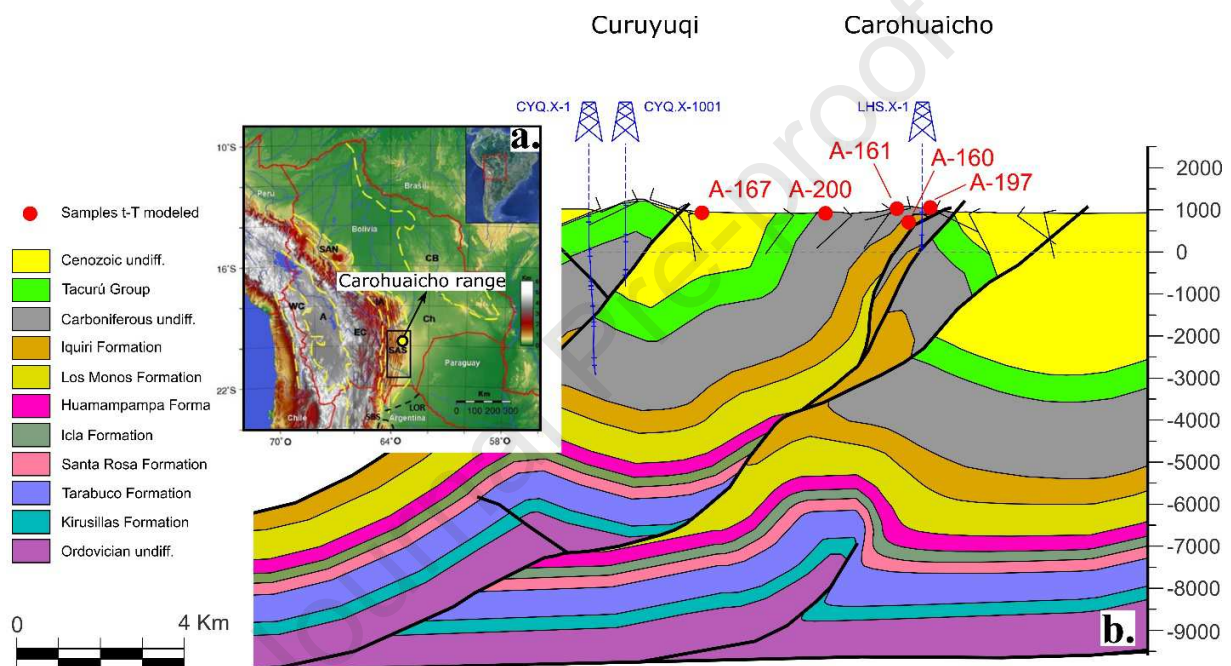 Curuyuqi
Carohuaicho
CYQ.X-1
CYQ.X-1001
LHS.X-1
a.
A-161
A-160
A-167
A-200
A-197
10°S
16°S
22°S
70°O
64°O
58°O
Peru
Brasil
Bolivia
SAN
CB
Carohuaicho range
WC
A
EC
Ch
SAS
Paraguay
Km
0 100 200 300
LOR
SBS
Chile
Argentina
Samples t-T modeled
Cenozoic undiff.
Tacurú Group
Carboniferous undiff.
Iquiri Formation
Los Monos Formation
Huamampampa Forma
Icla Formation
Santa Rosa Formation
Tarabuco Formation
Kirusillas Formation
Ordovician undiff.
0
4 Km
2000
1000
0
-1000
-2000
-3000
-4000
-5000
-6000
-7000
-8000
-9000
b.
Journal Pre-proof